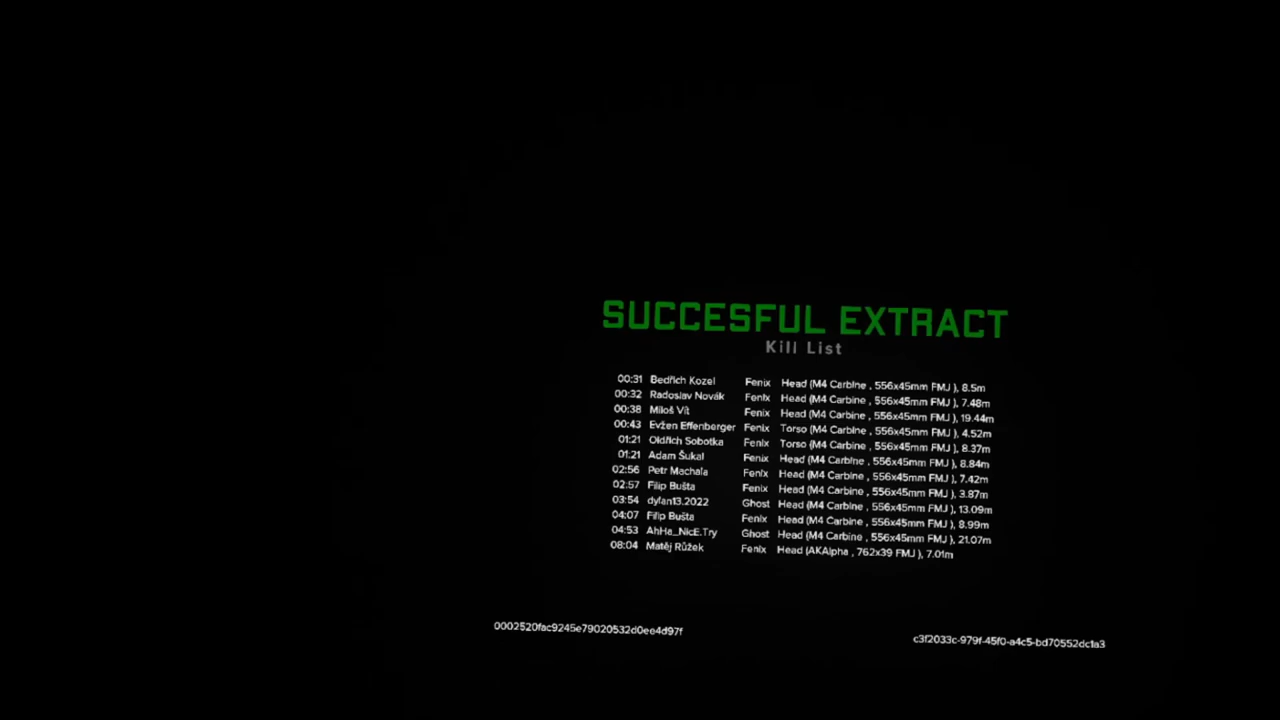 SUCCESFUL EXTRACT
Kill List
00:31 Bedřich Kozel Fenix Head (M4 Carbine , 556x45mm FMJ ), 8.5m
00:32 Radoslav Novák Fenix Head (M4 Carbine , 556x45mm FMJ ), 7.48m
00:38 Miloš Vít Fenix Head (M4 Carbine , 556x45mm FMJ ), 19.44m
00:43 Evžen Effenberger Fenix Torso (M4 Carbine , 556x45mm FMJ ), 4.52m
01:21 Oldřich Sobotka Fenix Torso (M4 Carbine , 556x45mm FMJ ), 8.37m
01:21 Adam Šukal Fenix Head (M4 Carbine , 556x45mm FMJ ), 8.84m
02:56 Petr Machala Fenix Head (M4 Carbine , 556x45mm FMJ ), 7.42m
02:57 Filip Bušta Fenix Head (M4 Carbine , 556x45mm FMJ ), 3.87m
03:54 dylan13.2022 Ghost Head (M4 Carbine , 556x45mm FMJ ), 13.09m
04:07 Filip Bušta Fenix Head (M4 Carbine , 556x45mm FMJ ), 8.99m
04:53 AhHa_NicE.Try Ghost Head (M4 Carbine , 556x45mm FMJ ), 21.07m
08:04 Matěj Růžek Fenix Head (AKAlpha , 762x39 FMJ ), 7.01m
0002520fac9245e79020532d0ee4d97f
c3f2033c-979f-45f0-a4c5-bd70552dc1a3